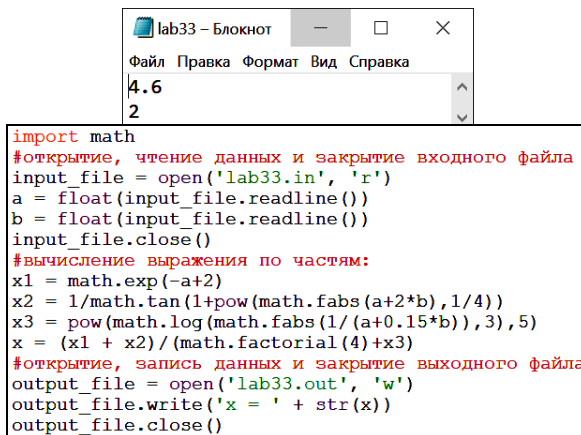 lab33 – Блокнот
Файл Правка Формат Вид Справка
4.6
2
import math
#открытие, чтение данных и закрытие входного файла
input_file = open('lab33.in', 'r')
a = float(input_file.readline())
b = float(input_file.readline())
input_file.close()
#вычисление выражения по частям:
x1 = math.exp(-a+2)
x2 = 1/math.tan(1+pow(math.fabs(a+2*b),1/4))
x3 = pow(math.log(math.fabs(1/(a+0.15*b)),3),5)
x = (x1 + x2)/(math.factorial(4)+x3)
#открытие, запись данных и закрытие выходного файла
output_file = open('lab33.out', 'w')
output_file.write('x = ' + str(x))
output_file.close()